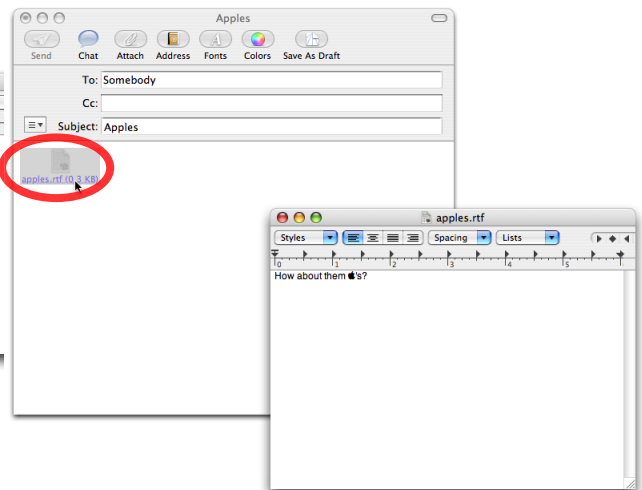 Apples
Send Chat Attach Address Fonts Colors Save As Draft
To: Somebody
Cc:
Subject: Apples
apples.rtf (0.3 KB)
apples.rtf
Styles Spacing Lists
0 1 2 3 4 5
How about them 's?